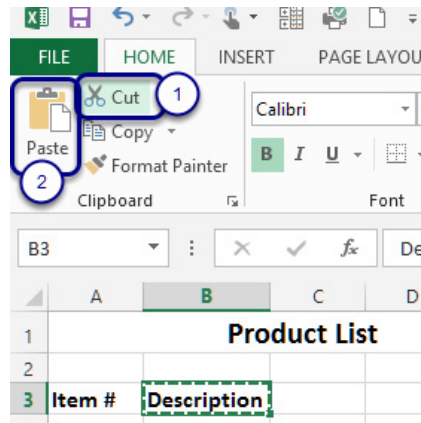 FILE HOME INSERT PAGE LAYOU
Cut 1
Calibri
Copy
Paste
B I U
Format Painter
2
Clipboard Font
B3 fx De
A B C D
1 Product List
2
3 Item # Description